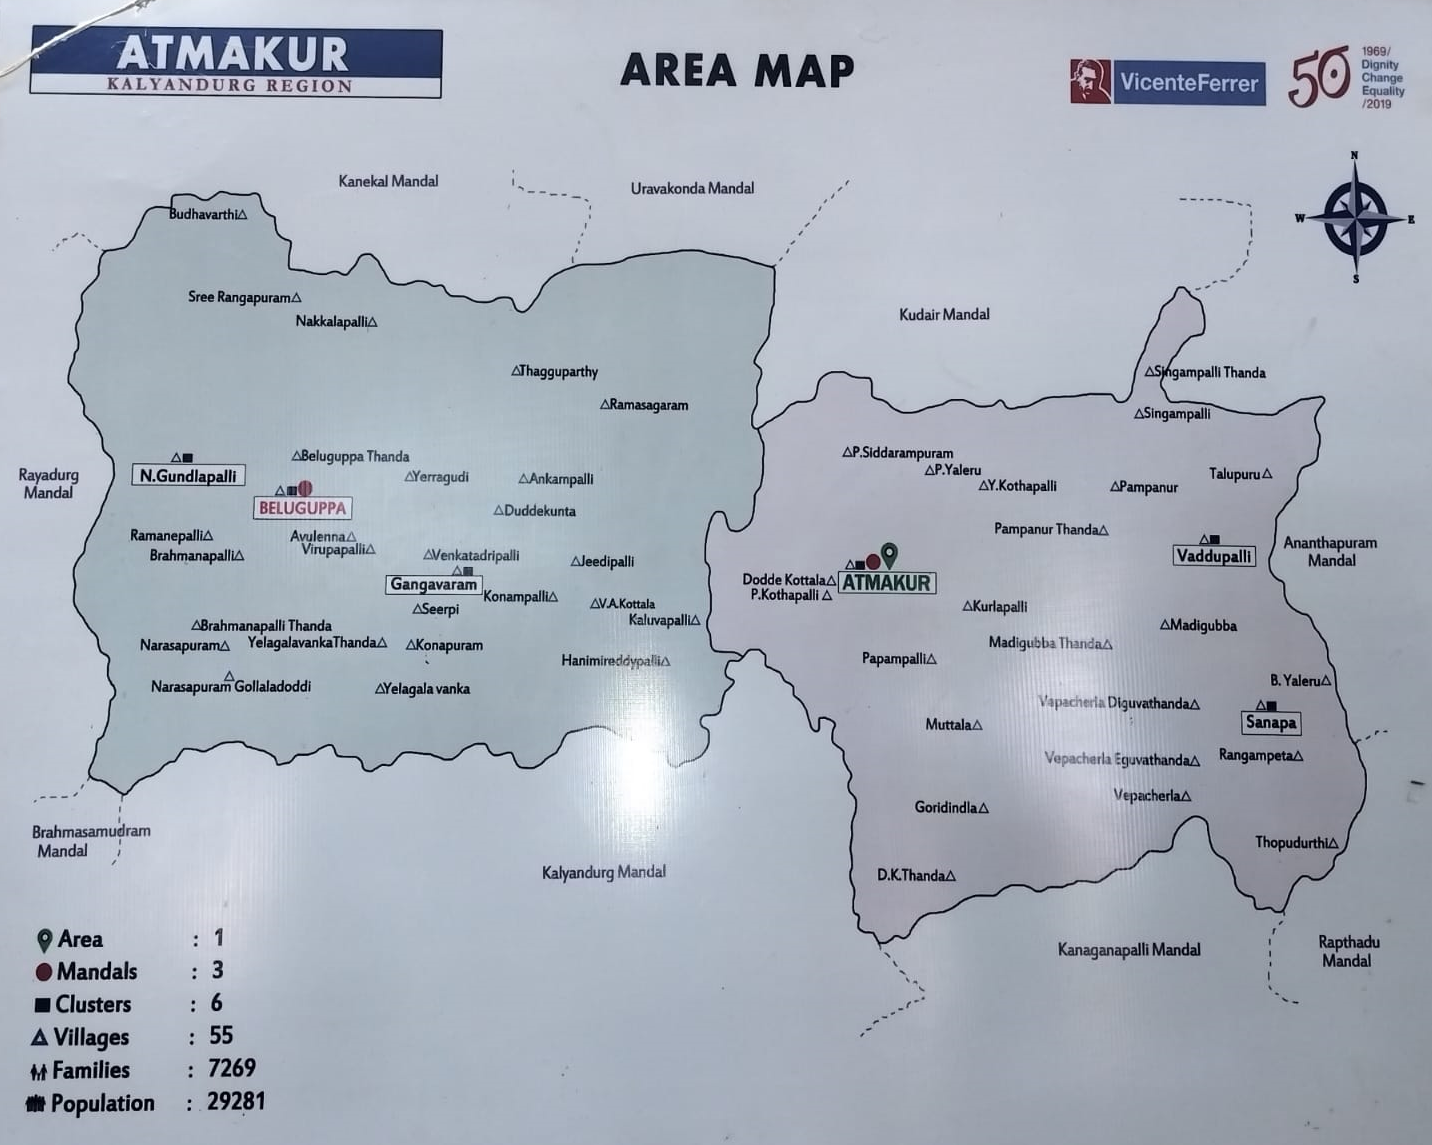 ATMAKUR
KALYANDURG REGION
AREA MAP
VicenteFerrer
50
1969/
Dignity
Change
Equality
/2019
N
W
E
S
Kanekal Mandal
Uravakonda Mandal
Budhavarthi
Sree Rangapuram
Nakkalapalli
Kudair Mandal
Thagguparthy
Singampalli Thanda
Ramasagaram
Singampalli
Rayadurg
Mandal
N.Gundlapalli
Beluguppa Thanda
Yerragudi
Ankampalli
BELUGUPPA
Duddekunta
P.Siddarampuram
P.Yaleru
Y.Kothapalli
Pampanur
Talupuru
Pampanur Thanda
Ramanepalli
Brahmanapalli
Avulenna
Virupapalli
Venkatadripalli
Jeedipalli
Gangavaram
Konampalli
Seerpi
V.A.Kottala
Kaluvapalli
Vaddupalli
Ananthapuram
Mandal
Dodde Kottala
ATMAKUR
P.Kothapalli
Kurlapalli
Madigubba
Brahmanapalli Thanda
Narasapuram
YelagalavankaThanda
Konapuram
Hanimireddypalli
Madigubba Thanda
Papampalli
Narasapuram Gollaladoddi
Yelagala vanka
B. Yaleru
Vapacherla Diguvathanda
Sanapa
Muttala
Vepacherla Eguvathanda
Rangampeta
Vepacherla
Goridindla
Thopudurthi
D.K.Thanda
Brahmasamudram
Mandal
Kalyandurg Mandal
Kanaganapalli Mandal
Rapthadu
Mandal
Area : 1
Mandals : 3
Clusters : 6
Villages : 55
Families : 7269
Population : 29281